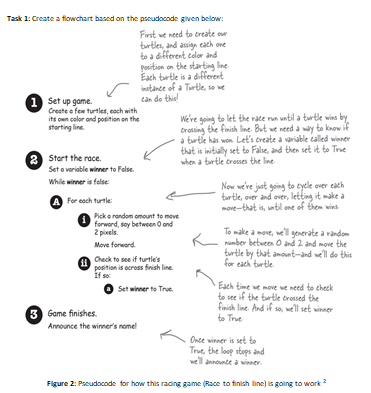 Task 1: Create a flowchart based on the pseudocode given below:
First we need to create our
turtles, and assign each one
to a different color and
position on the starting line.
Each turtle is a different
instance of a Turtle, so we
can do this!
1 Set up game.
Create a few turtles, each with
its own color and position on the
starting line.
We're going to let the race run until a turtle wins by
crossing the finish line. But we need a way to know if
a turtle has won. Let's create a variable called winner
that is initially set to False, and then set it to True
when a turtle crosses the line.
2 Start the race.
Set a variable winner to False.
While winner is false:
Now we're just going to cycle over each
turtle, over and over, letting it make a
move—that is, until one of them wins.
A For each turtle:
i Pick a random amount to move
forward, say between 0 and
2 pixels.
Move forward.
To make a move, we'll generate a random
number between 0 and 2 and move the
turtle by that amount—and we'll do this
for each turtle.
ii Check to see if turtle's
position is across finish line.
If so:
a Set winner to True.
Each time we move we need to check
to see if the turtle crossed the
finish line. And if so, we'll set winner
to True.
3 Game finishes.
Announce the winner's name!
Once winner is set to
True, the loop stops and
we'll announce a winner.
Figure 2: Pseudocode for how this racing game (Race to finish line) is going to work 2